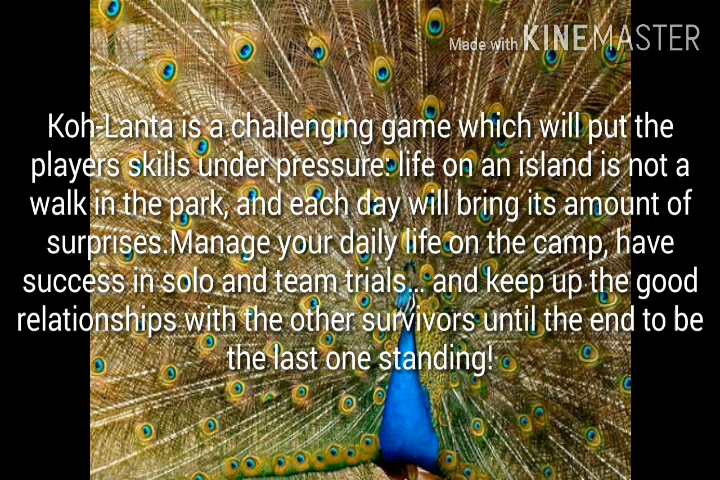 Made with KINEMASTER
Koh-Lanta is a challenging game which will put the
players skills under pressure: life on an island is not a
walk in the park, and each day will bring its amount of
surprises.Manage your daily life on the camp, have
success in solo and team trials... and keep up the good
relationships with the other survivors until the end to be
the last one standing!